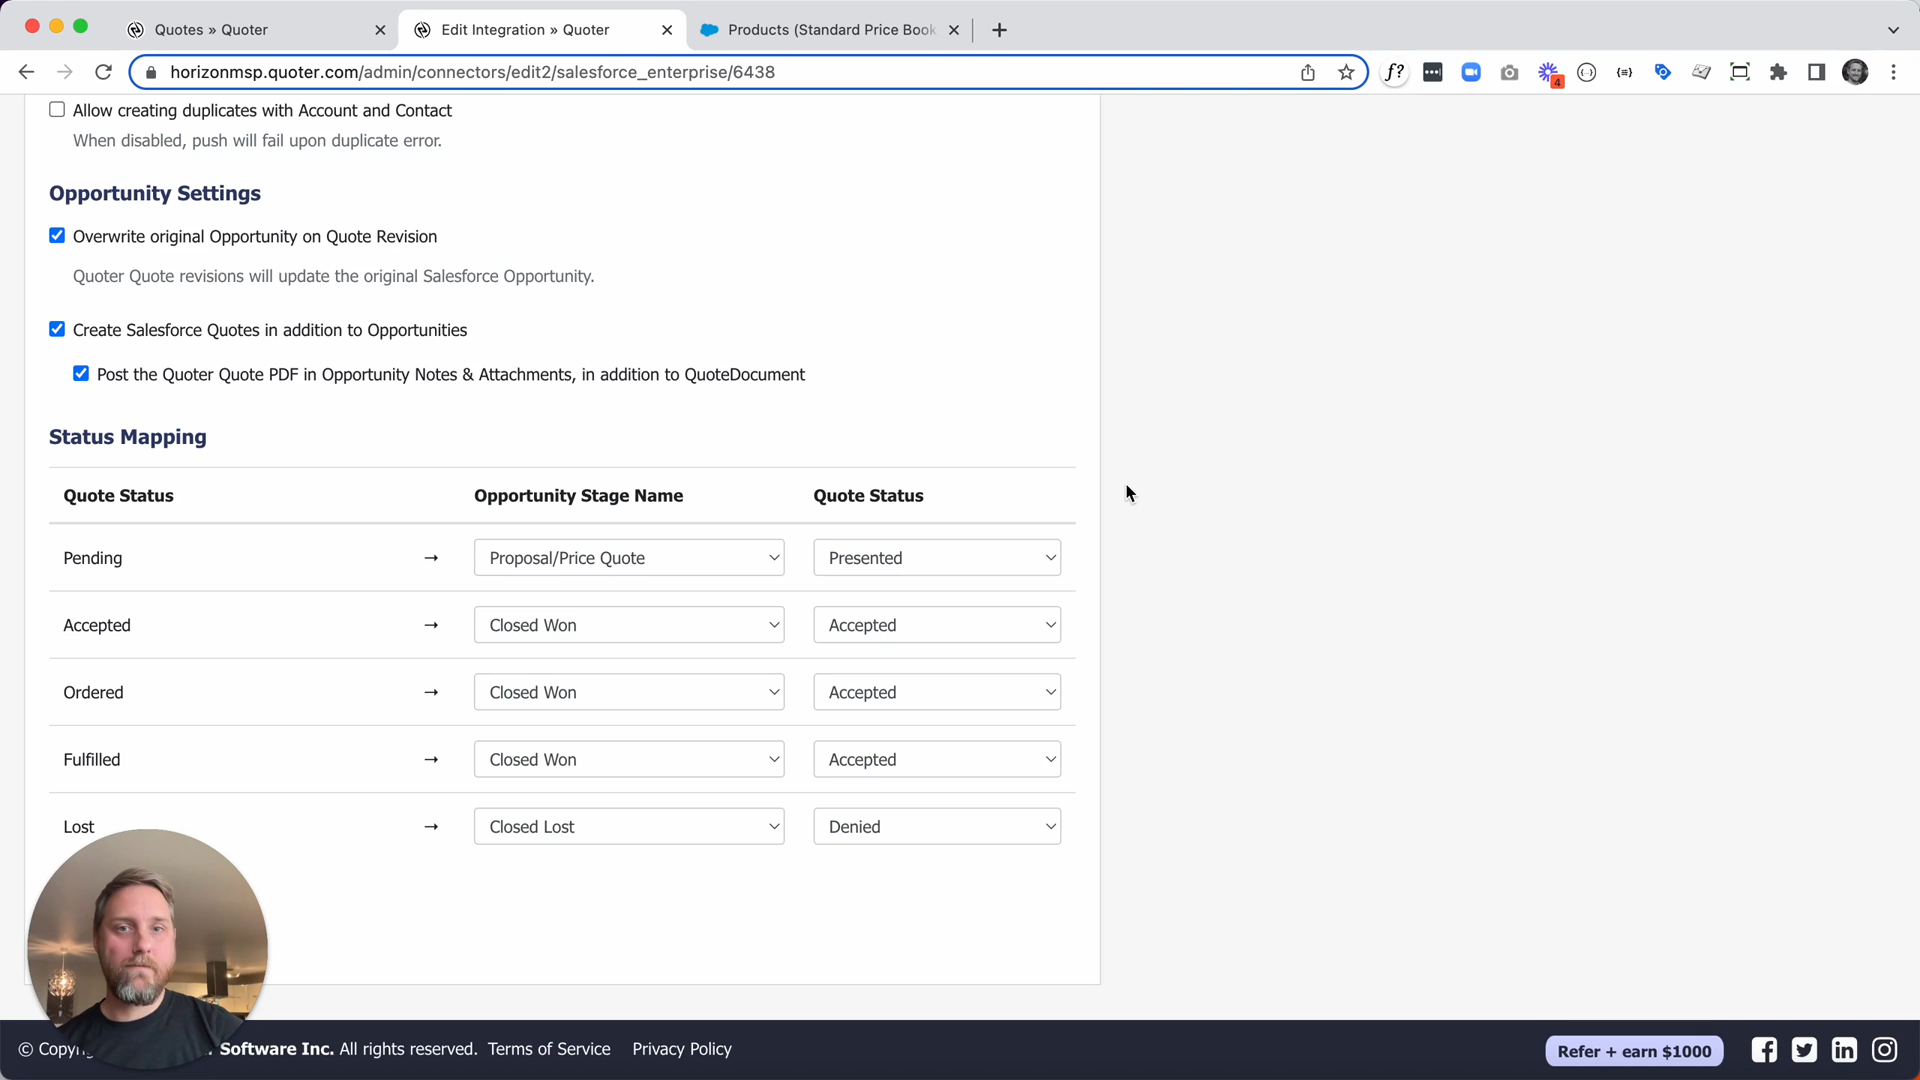 Quotes » Quoter
Edit Integration » Quoter
Products (Standard Price Book
horizonmsp.quoter.com/admin/connectors/edit2/salesforce_enterprise/6438
f?
4
Allow creating duplicates with Account and Contact
When disabled, push will fail upon duplicate error.
Opportunity Settings
Overwrite original Opportunity on Quote Revision
Quoter Quote revisions will update the original Salesforce Opportunity.
Create Salesforce Quotes in addition to Opportunities
Post the Quoter Quote PDF in Opportunity Notes & Attachments, in addition to QuoteDocument
Status Mapping
Quote Status Opportunity Stage Name Quote Status
Pending → Proposal/Price Quote Presented
Accepted → Closed Won Accepted
Ordered → Closed Won Accepted
Fulfilled → Closed Won Accepted
Lost → Closed Lost Denied
© Software Inc. All rights reserved. Terms of Service Privacy Policy
Refer + earn $1000